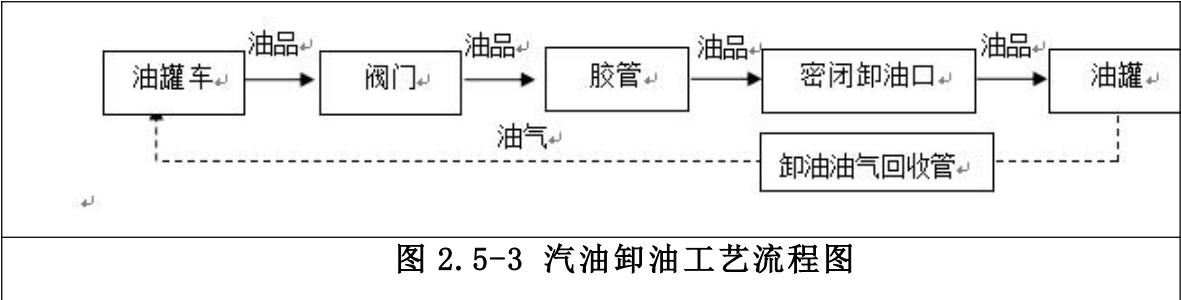 油品 油品 油品 油品
油罐车 阀门 胶管 密闭卸油口 油罐
油气
卸油油气回收管
图 2.5-3 汽油卸油工艺流程图